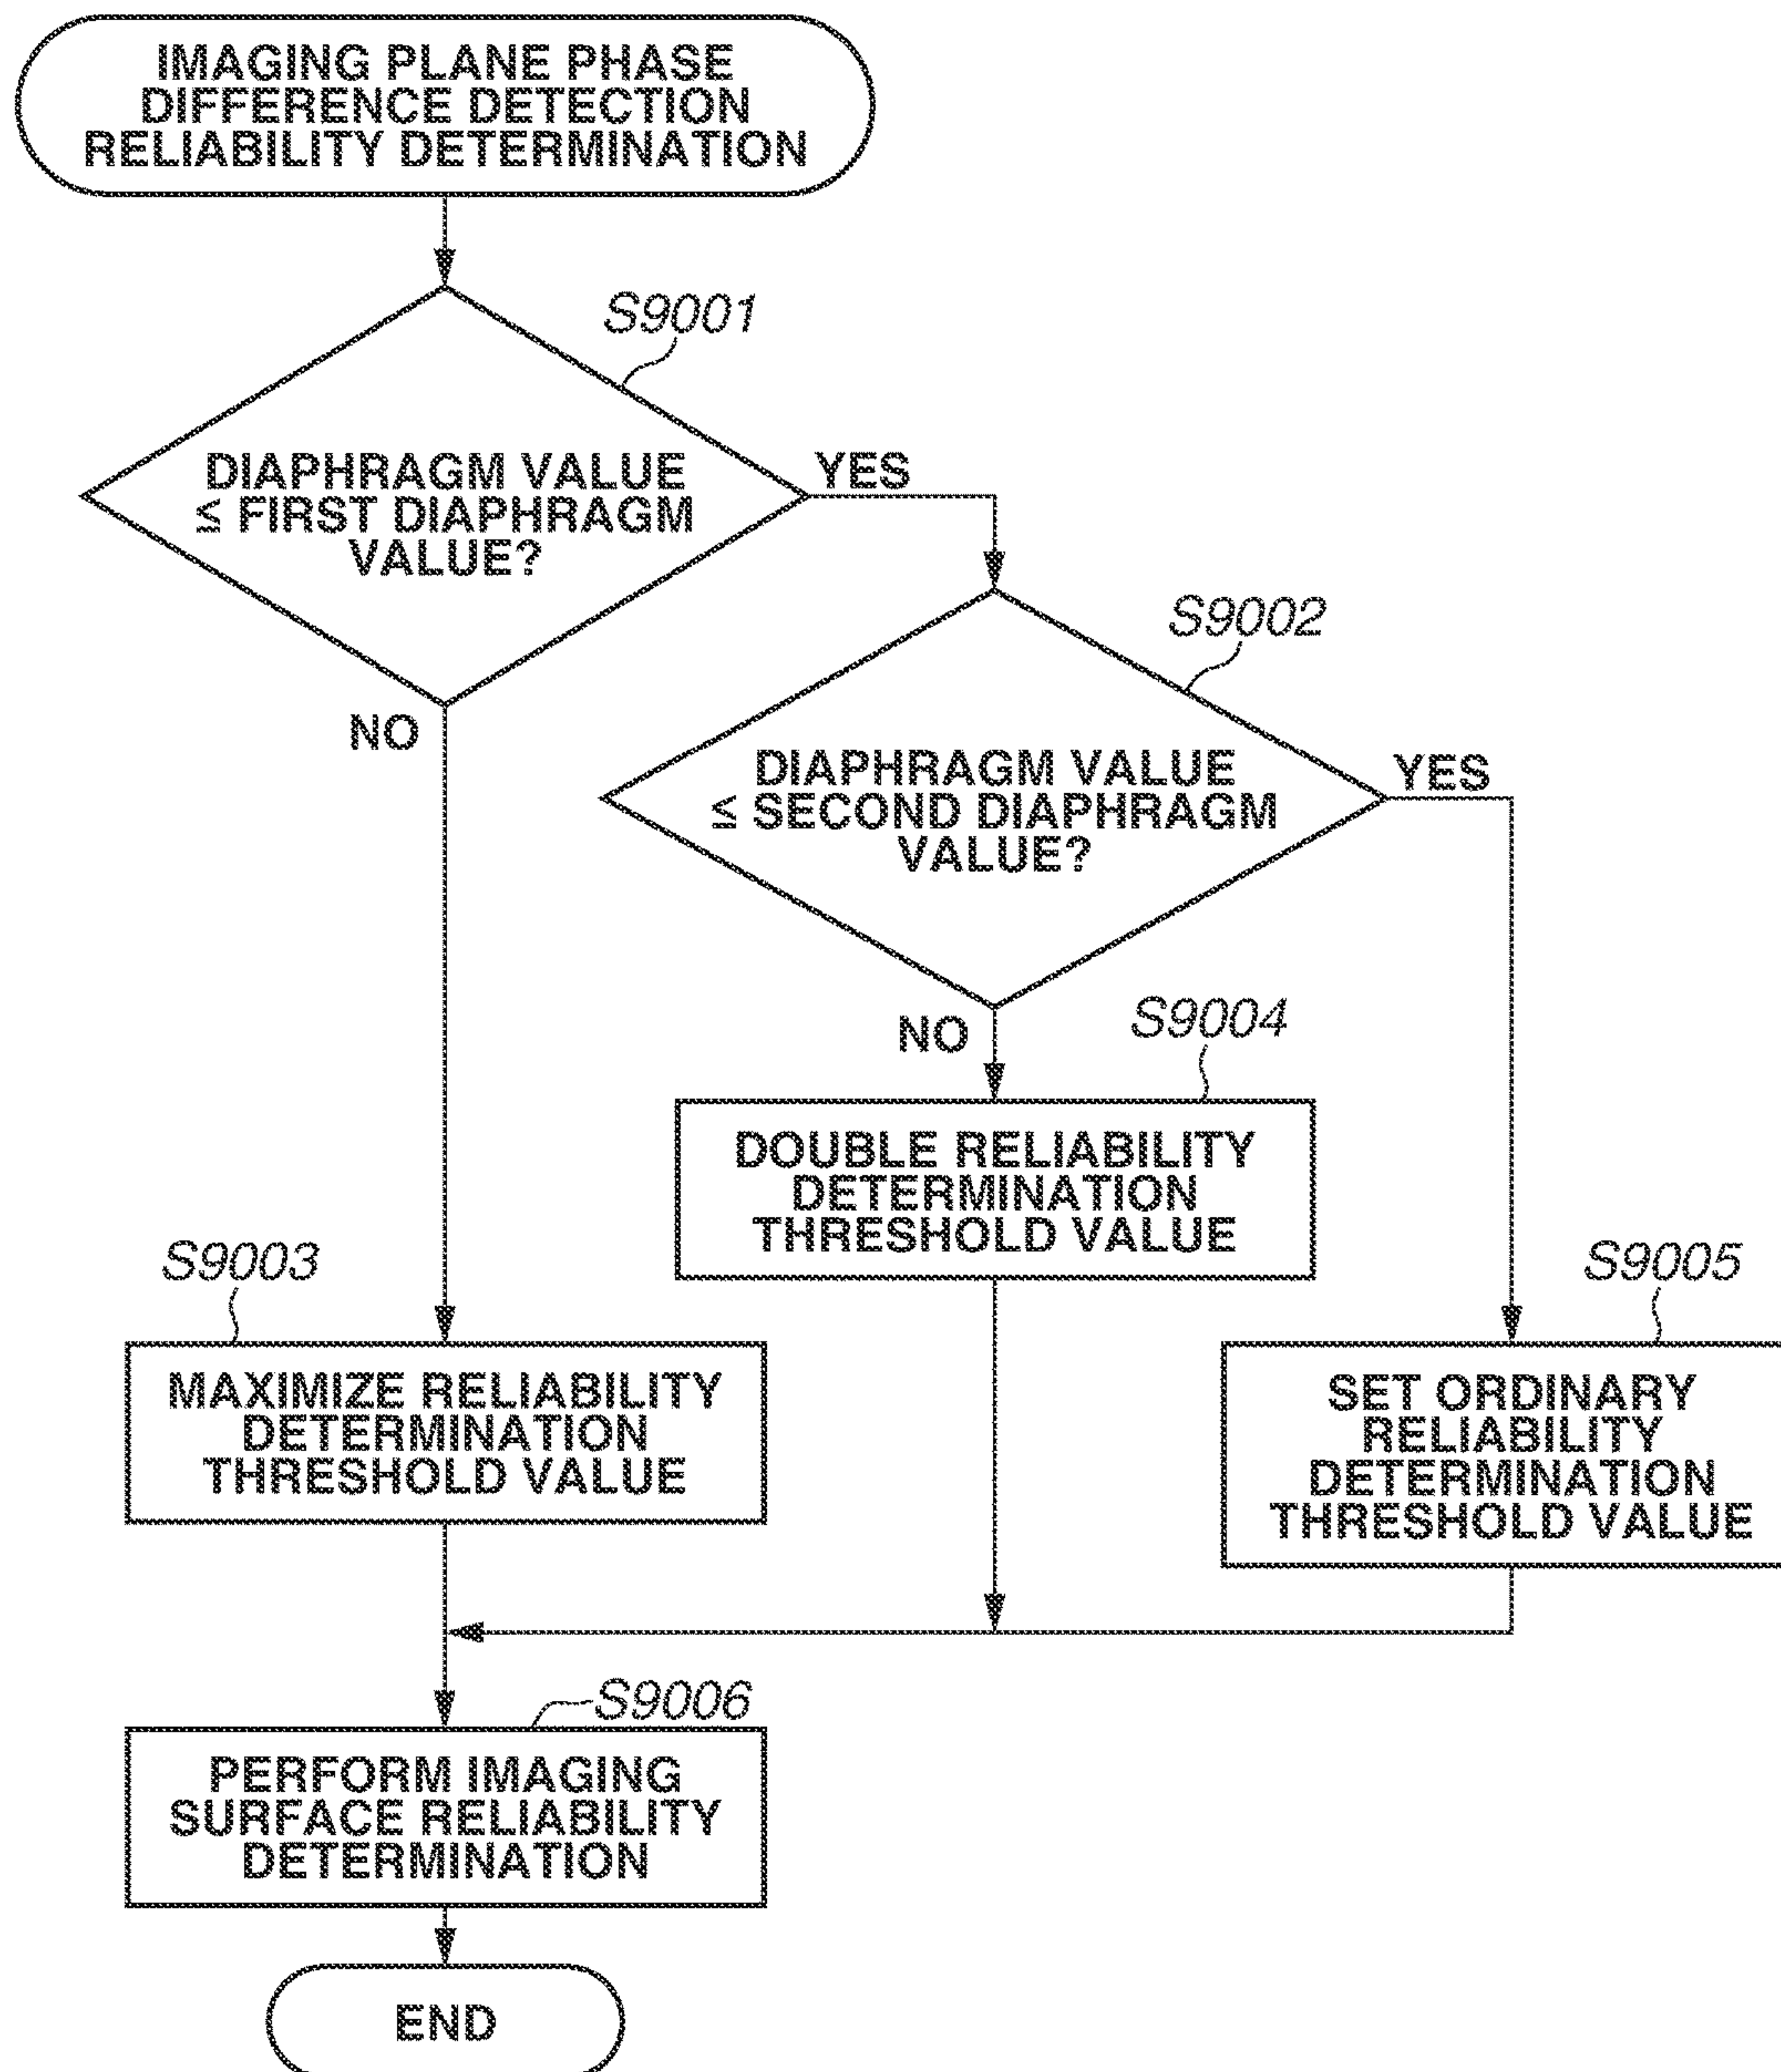 IMAGING PLANE PHASE
DIFFERENCE DETECTION
RELIABILITY DETERMINATION
S9001
DIAPHRAGM VALUE
≤ FIRST DIAPHRAGM
VALUE?
YES
NO
S9002
DIAPHRAGM VALUE
≤ SECOND DIAPHRAGM
VALUE?
YES
NO
S9004
DOUBLE RELIABILITY
DETERMINATION
THRESHOLD VALUE
S9003
MAXIMIZE RELIABILITY
DETERMINATION
THRESHOLD VALUE
S9005
SET ORDINARY
RELIABILITY
DETERMINATION
THRESHOLD VALUE
S9006
PERFORM IMAGING
SURFACE RELIABILITY
DETERMINATION
END